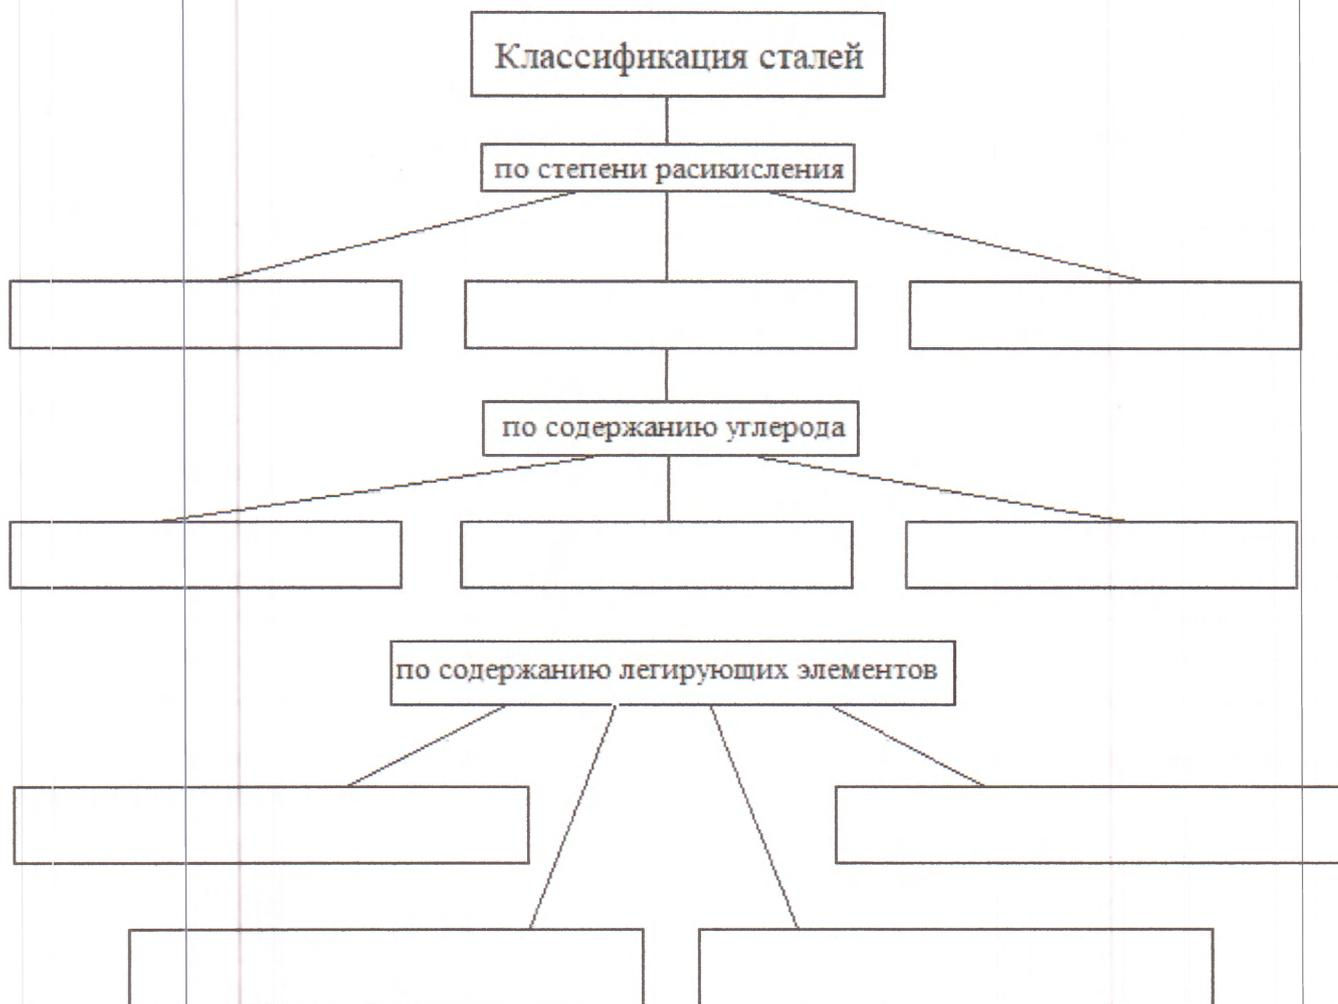 Классификация сталей
по степени расикисления
по содержанию углерода
по содержанию легирующих элементов